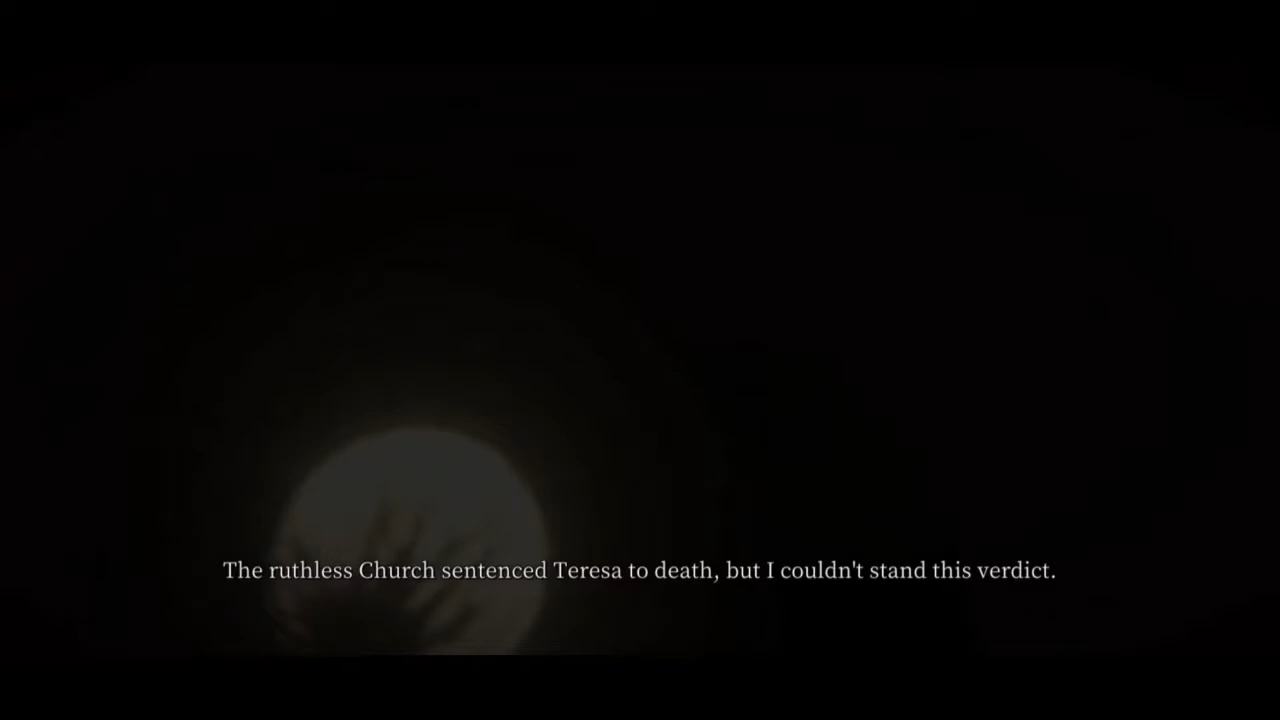 The ruthless Church sentenced Teresa to death, but I couldn't stand this verdict.